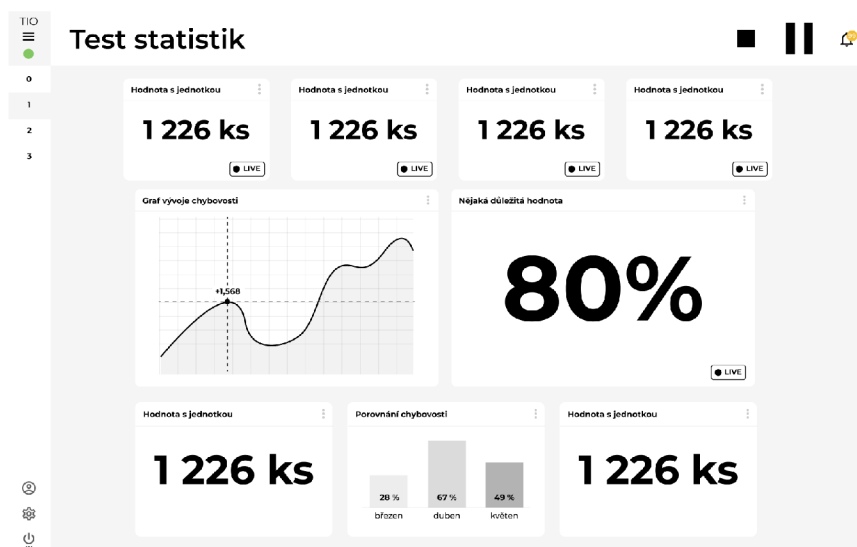 TIO
Test statistik
0
1
2
3
Hodnota s jednotkou
1 226 ks
LIVE
Hodnota s jednotkou
1 226 ks
LIVE
Hodnota s jednotkou
1 226 ks
LIVE
Hodnota s jednotkou
1 226 ks
LIVE
Graf vývoje chybovosti
+1,568
Nějaká důležitá hodnota
80%
LIVE
Hodnota s jednotkou
1 226 ks
Porovnání chybovosti
28 %
67 %
49 %
březen
duben
květen
Hodnota s jednotkou
1 226 ks